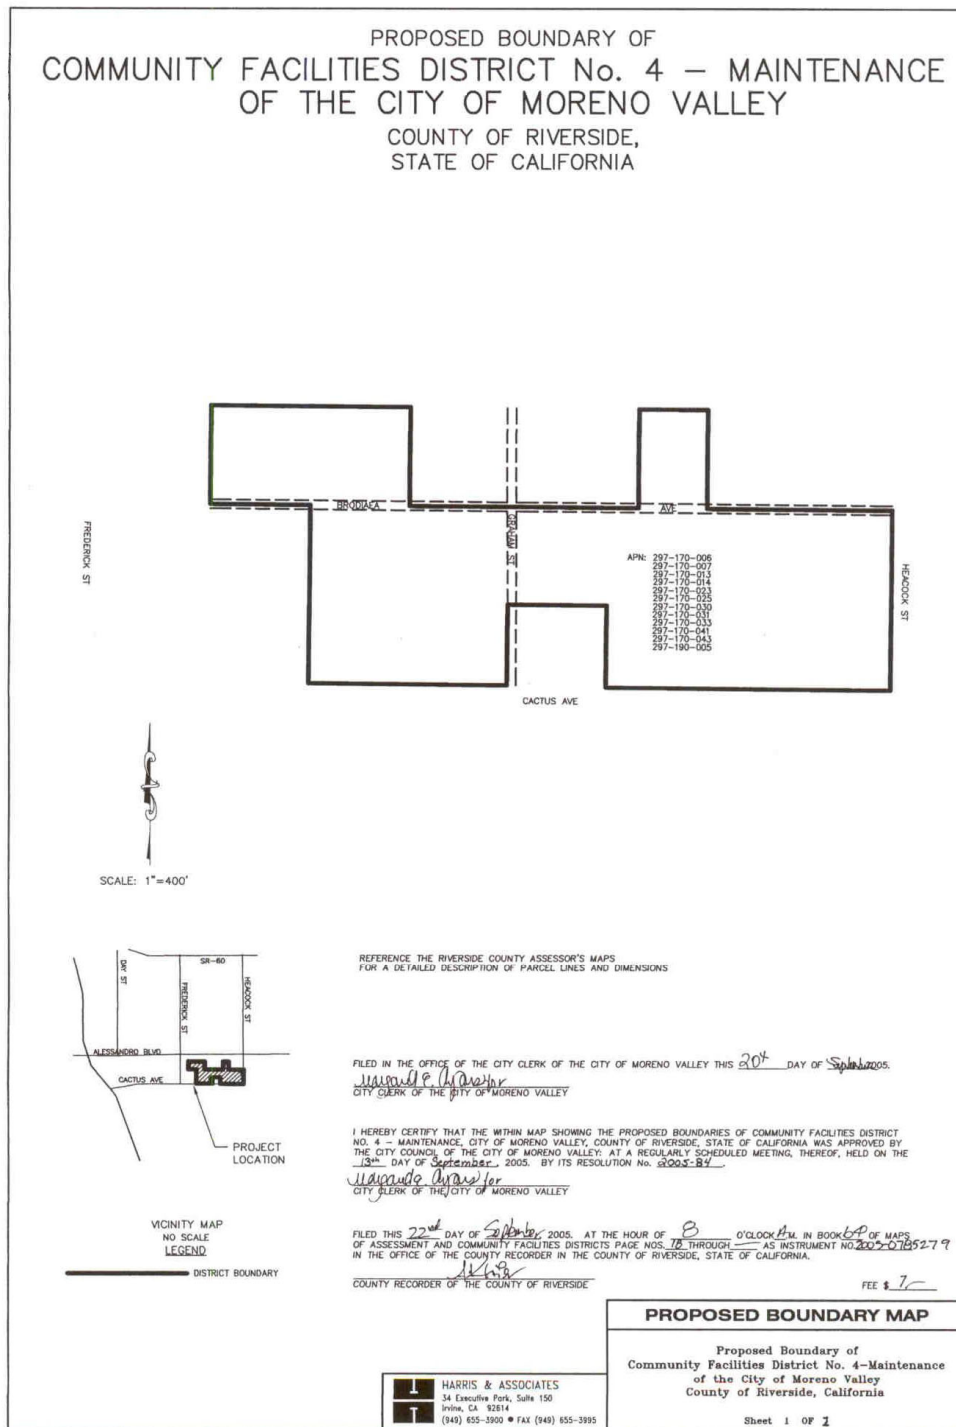 PROPOSED BOUNDARY OF
COMMUNITY FACILITIES DISTRICT No. 4 – MAINTENANCE
OF THE CITY OF MORENO VALLEY
COUNTY OF RIVERSIDE,
STATE OF CALIFORNIA
BRODIAEA
AVE
GRAHAM ST
FREDERICK ST
HEACOCK ST
APN: 297-170-006
297-170-007
297-170-013
297-170-014
297-170-023
297-170-025
297-170-030
297-170-031
297-170-033
297-170-041
297-170-043
297-190-005
CACTUS AVE
SCALE: 1"=400'
SR-60
DAY ST
FREDERICK ST
HEACOCK ST
ALESSANDRO BLVD
CACTUS AVE
PROJECT
LOCATION
VICINITY MAP
NO SCALE
LEGEND
DISTRICT BOUNDARY
REFERENCE THE RIVERSIDE COUNTY ASSESSOR'S MAPS
FOR A DETAILED DESCRIPTION OF PARCEL LINES AND DIMENSIONS
FILED IN THE OFFICE OF THE CITY CLERK OF THE CITY OF MORENO VALLEY THIS 20th DAY OF September 2005.
for
CITY CLERK OF THE CITY OF MORENO VALLEY
I HEREBY CERTIFY THAT THE WITHIN MAP SHOWING THE PROPOSED BOUNDARIES OF COMMUNITY FACILITIES DISTRICT
NO. 4 – MAINTENANCE, CITY OF MORENO VALLEY, COUNTY OF RIVERSIDE, STATE OF CALIFORNIA WAS APPROVED BY
THE CITY COUNCIL OF THE CITY OF MORENO VALLEY: AT A REGULARLY SCHEDULED MEETING, THEREOF, HELD ON THE
13th DAY OF September, 2005. BY ITS RESOLUTION No. 2005-84.
for
CITY CLERK OF THE CITY OF MORENO VALLEY
FILED THIS 22nd DAY OF September, 2005. AT THE HOUR OF 8 O'CLOCK A.M. IN BOOK 64 OF MAPS
OF ASSESSMENT AND COMMUNITY FACILITIES DISTRICTS PAGE NOS. 18 THROUGH — AS INSTRUMENT NO.
IN THE OFFICE OF THE COUNTY RECORDER IN THE COUNTY OF RIVERSIDE, STATE OF CALIFORNIA.
COUNTY RECORDER OF THE COUNTY OF RIVERSIDE
FEE $ 7
PROPOSED BOUNDARY MAP
Proposed Boundary of
Community Facilities District No. 4–Maintenance
of the City of Moreno Valley
County of Riverside, California
Sheet 1 OF 1
HARRIS & ASSOCIATES
34 Executive Park, Suite 150
Irvine, CA 92614
(949) 655-3900 ● FAX (949) 655-3995